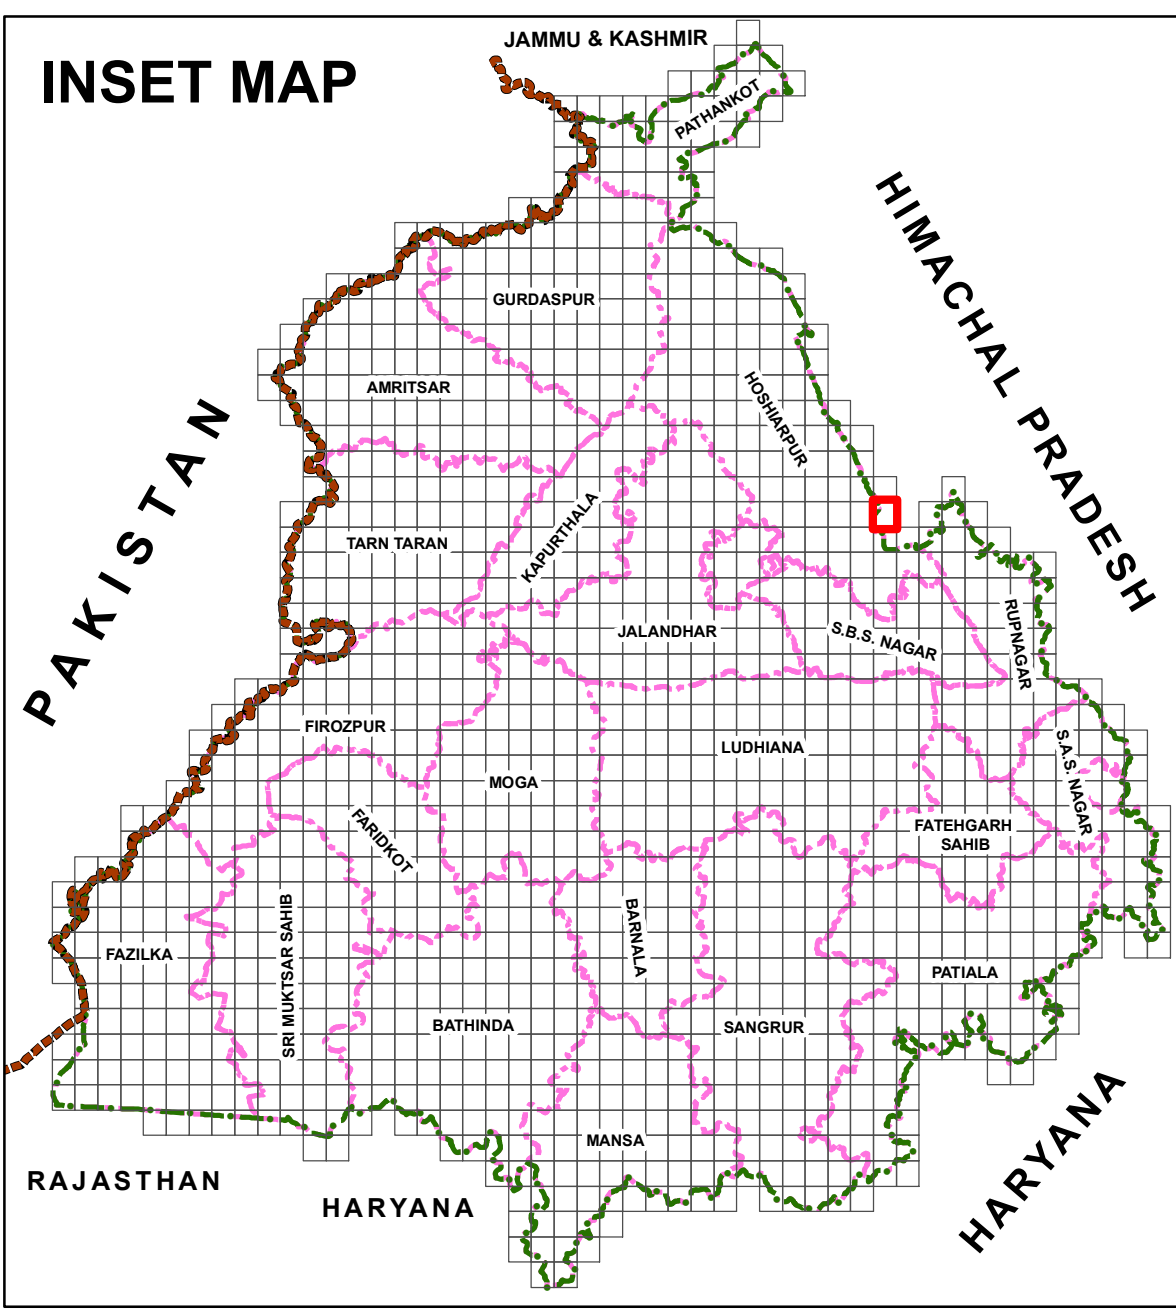 JAMMU & KASHMIR
INSET MAP
PATHANKOT
HIMACHAL PRADESH
GURDASPUR
AMRITSAR
HOSHIARPUR
PAKISTAN
KAPURTHALA
TARN TARAN
JALANDHAR
S.B.S. NAGAR
RUPNAGAR
FIROZPUR
LUDHIANA
S.A.S. NAGAR
MOGA
FARIDKOT
FATEHGARH
SAHIB
BARNALA
SRI MUKTSAR SAHIB
FAZILKA
PATIALA
BATHINDA
SANGRUR
MANSA
HARYANA
RAJASTHAN
HARYANA